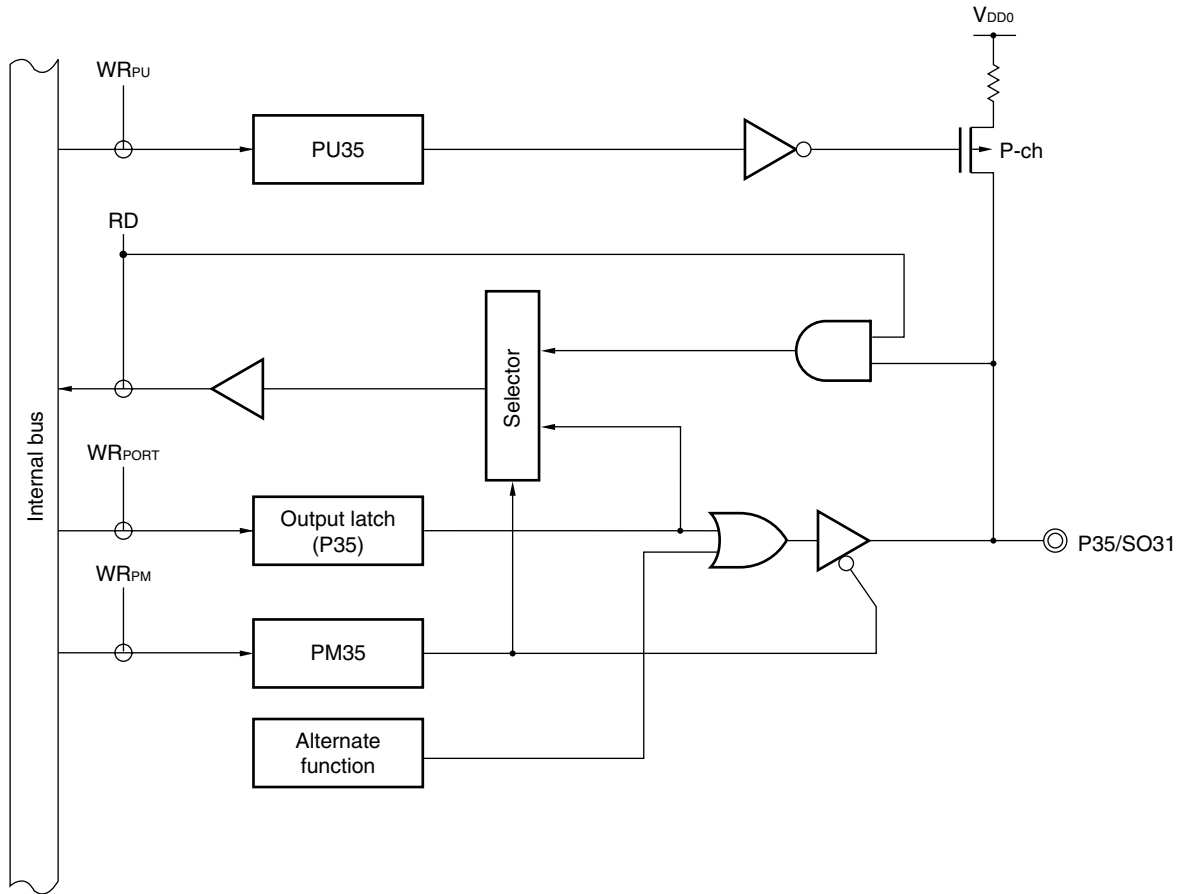 VDD0
WRPU
PU35
P-ch
RD
Selector
Internal bus
WRPORT
Output latch
(P35)
P35/SO31
WRPM
PM35
Alternate
function